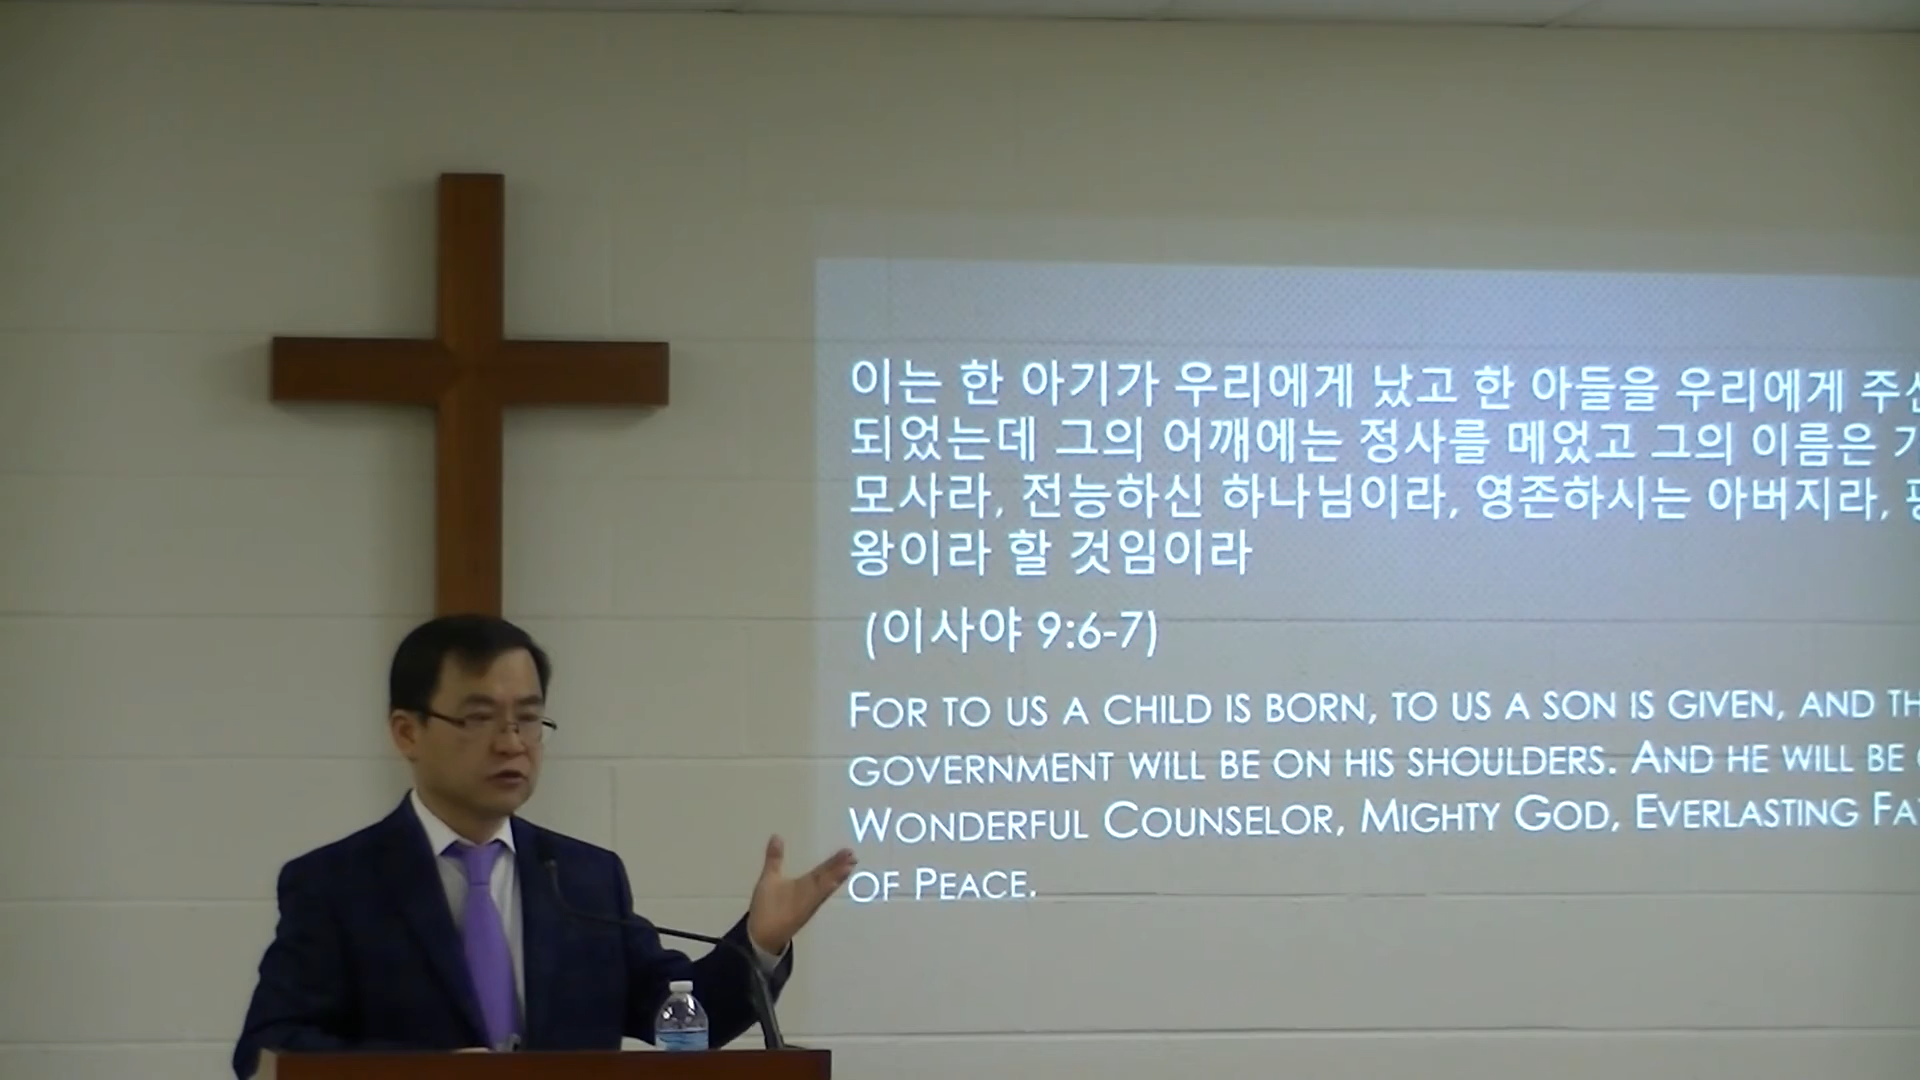 이는 한 아기가 우리에게 났고 한 아들을 우리에게
되었는데 그의 어깨에는 정사를 메었고 그의 이름은
모사라, 전능하신 하나님이라, 영존하시는 아버지라,
왕이라 할 것임이라
(이사야 9:6-7)
FOR TO US A CHILD IS BORN, TO US A SON IS GIVEN, AND
GOVERNMENT WILL BE ON HIS SHOULDERS. AND HE WILL BE
WONDERFUL COUNSELOR, MIGHTY GOD, EVERLASTING
OF PEACE.